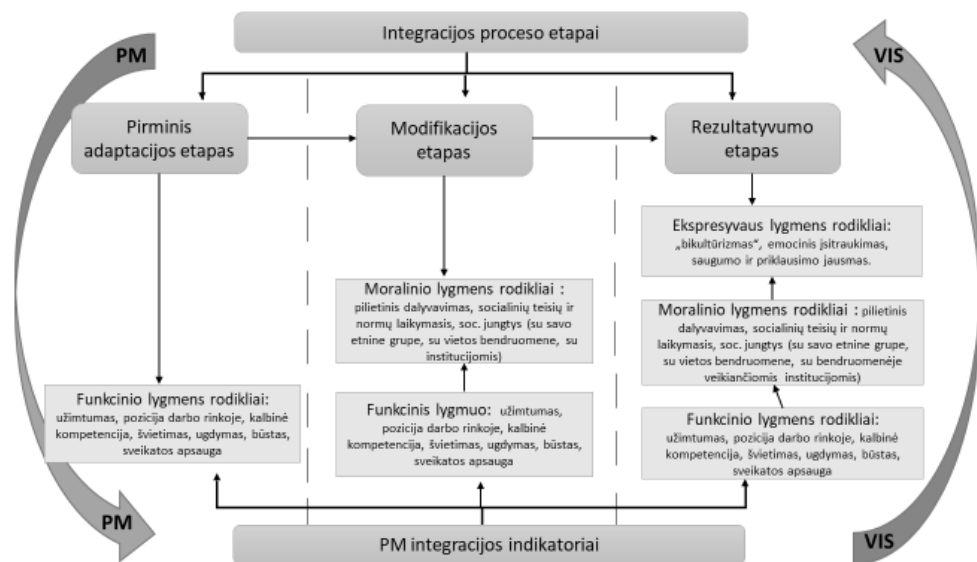 Integracijos proceso etapai
PM
VIS
Pirminis
adaptacijos etapas
Modifikacijos
etapas
Rezultatyvumo
etapas
Ekspresyvaus lygmens rodikliai:
„bikultūrizmas“, emocinis įsitraukimas,
saugumo ir priklausimo jausmas.
Moralinio lygmens rodikliai :
pilietinis dalyvavimas, socialinių teisių ir
normų laikymasis, soc. jungtys (su savo
etnine grupe, su vietos bendruomene, su
institucijomis)
Moralinio lygmens rodikliai : pilietinis
dalyvavimas, socialinių teisių ir normų
laikymasis, soc. jungtys (su savo etnine grupe,
su vietos bendruomene, su bendruomenėje
veikiančiomis institucijomis)
Funkcinio lygmens rodikliai:
užimtumas, pozicija darbo rinkoje, kalbinė
kompetencija, švietimas, ugdymas, būstas,
sveikatos apsauga
Funkcinis lygmuo: užimtumas,
pozicija darbo rinkoje, kalbinė
kompetencija, švietimas, ugdymas, būstas,
sveikatos apsauga
Funkcinio lygmens rodikliai:
užimtumas, pozicija darbo rinkoje, kalbinė
kompetencija, švietimas, ugdymas, būstas,
sveikatos apsauga
PM
PM integracijos indikatoriai
VIS